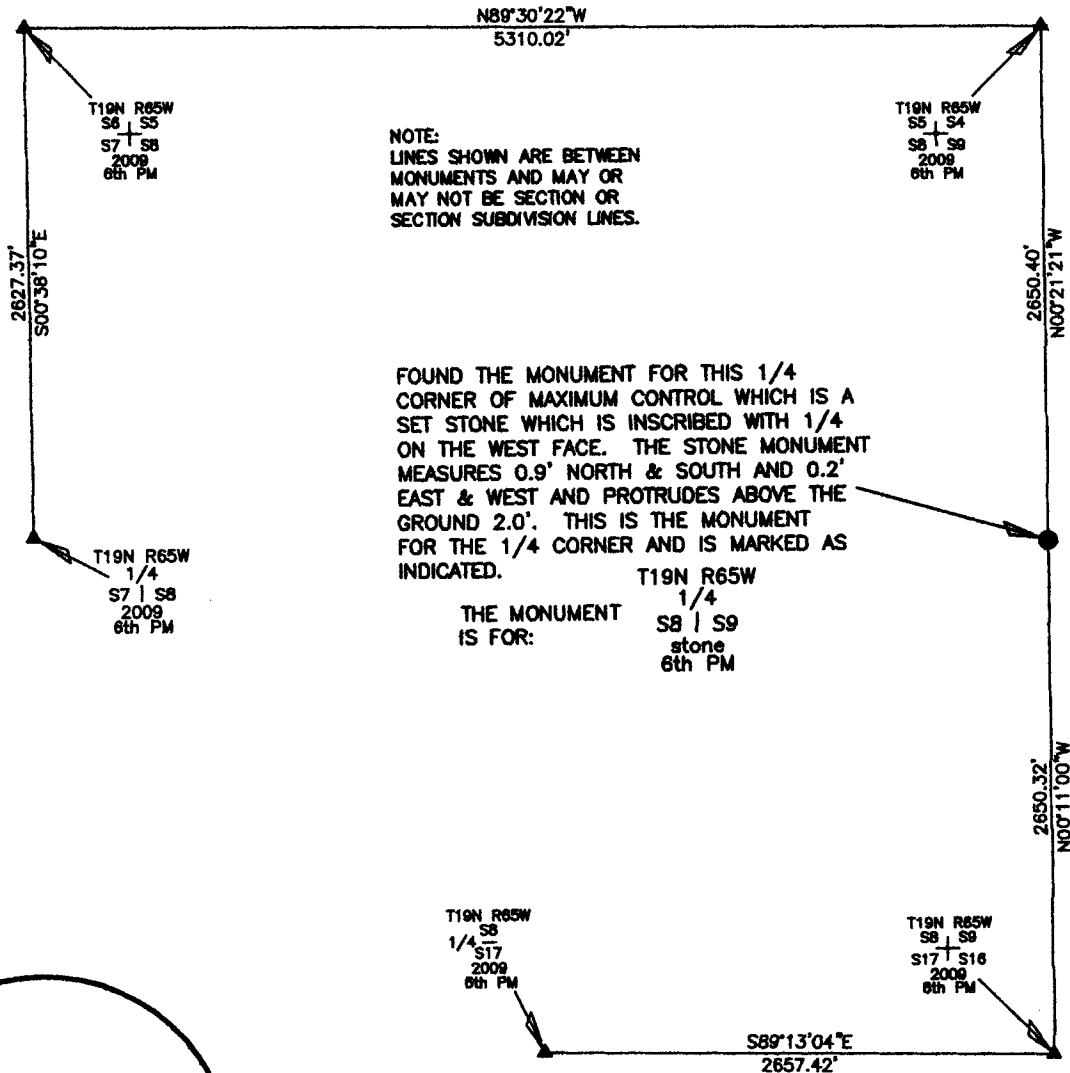 N89°30'22"W
5310.02'
T19N R65W
S6 S5
S7 S8
2009
6th PM
NOTE:
LINES SHOWN ARE BETWEEN
MONUMENTS AND MAY OR
MAY NOT BE SECTION OR
SECTION SUBDIVISION LINES.
T19N R65W
S5 S4
S8 S9
2009
6th PM
2627.37'
S00°38'10"E
2650.40'
N00°21'21"W
FOUND THE MONUMENT FOR THIS 1/4
CORNER OF MAXIMUM CONTROL WHICH IS A
SET STONE WHICH IS INSCRIBED WITH 1/4
ON THE WEST FACE. THE STONE MONUMENT
MEASURES 0.9' NORTH & SOUTH AND 0.2'
EAST & WEST AND PROTRUDES ABOVE THE
GROUND 2.0'. THIS IS THE MONUMENT
FOR THE 1/4 CORNER AND IS MARKED AS
INDICATED.
T19N R65W
1/4
S7 | S8
2009
6th PM
THE MONUMENT
IS FOR:
T19N R65W
1/4
S8 | S9
stone
6th PM
2650.32'
N00°11'00"W
T19N R65W
S8
1/4
S17
2009
6th PM
T19N R65W
S8 S9
S17 S16
2009
6th PM
S89°13'04"E
2657.42'